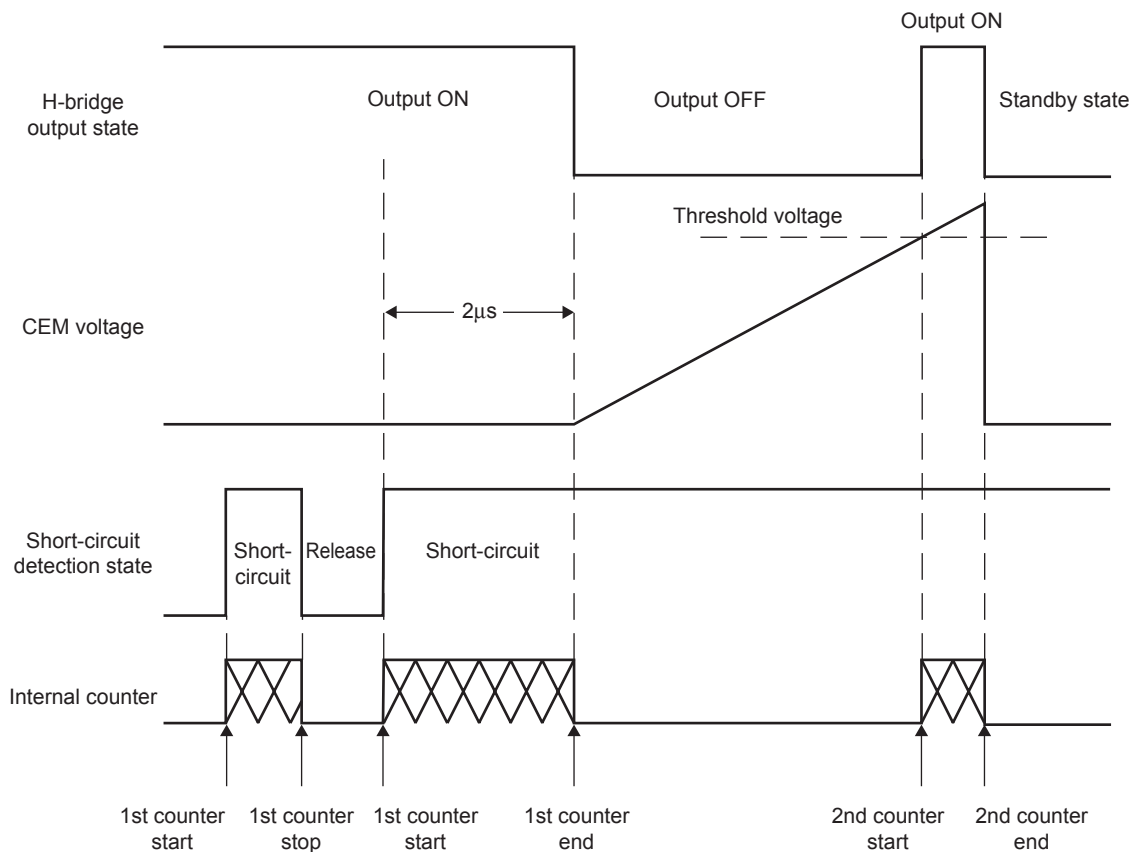 Output ON
H-bridge
output state
Output ON
Output OFF
Standby state
Threshold voltage
2μs
CEM voltage
Short-circuit
detection state
Short-
circuit
Release
Short-circuit
Internal counter
1st counter
start
1st counter
stop
1st counter
start
1st counter
end
2nd counter
start
2nd counter
end